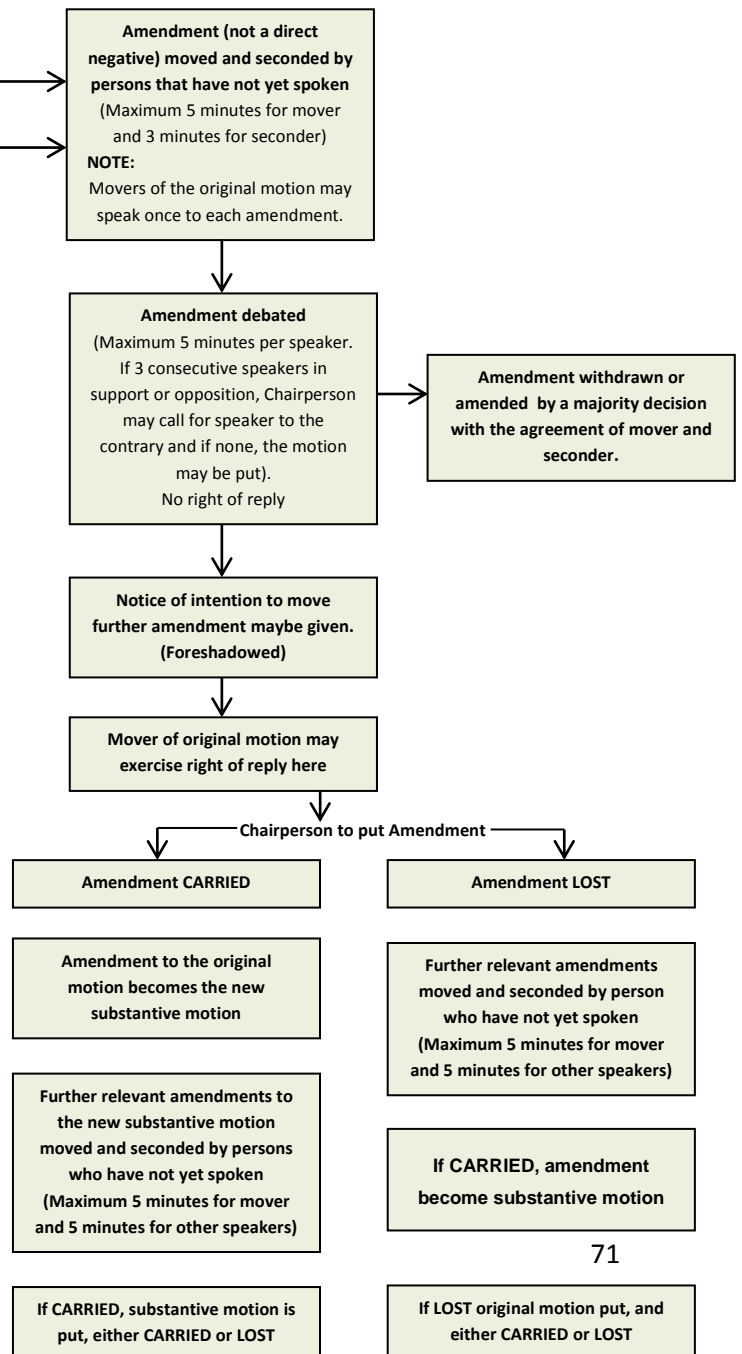 Amendment (not a direct
negative) moved and seconded by
persons that have not yet spoken
(Maximum 5 minutes for mover
and 3 minutes for seconder)
NOTE:
Movers of the original motion may
speak once to each amendment.
Amendment debated
(Maximum 5 minutes per speaker.
If 3 consecutive speakers in
support or opposition, Chairperson
may call for speaker to the
contrary and if none, the motion
may be put).
No right of reply
Amendment withdrawn or
amended by a majority decision
with the agreement of mover and
seconder.
Notice of intention to move
further amendment maybe given.
(Foreshadowed)
Mover of original motion may
exercise right of reply here
Chairperson to put Amendment
Amendment CARRIED
Amendment to the original
motion becomes the new
substantive motion
Further relevant amendments to
the new substantive motion
moved and seconded by persons
who have not yet spoken
(Maximum 5 minutes for mover
and 5 minutes for other speakers)
If CARRIED, substantive motion is
put, either CARRIED or LOST
Amendment LOST
Further relevant amendments
moved and seconded by person
who have not yet spoken
(Maximum 5 minutes for mover
and 5 minutes for other speakers)
If CARRIED, amendment
become substantive motion
71
If LOST original motion put, and
either CARRIED or LOST